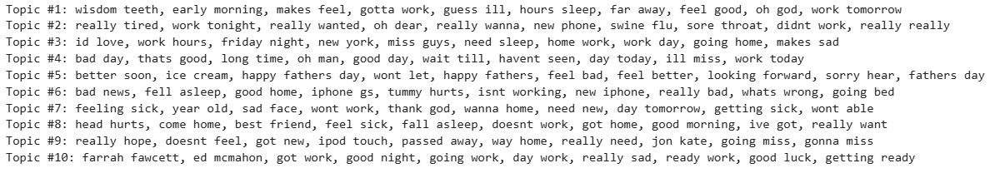 Topic #1: wisdom teeth, early morning, makes feel, gotta work, guess ill, hours sleep, far away, feel good, oh god, work tomorrow
Topic #2: really tired, work tonight, really wanted, oh dear, really wanna, new phone, swine flu, sore throat, didnt work, really really
Topic #3: id love, work hours, friday night, new york, miss guys, need sleep, home work, work day, going home, makes sad
Topic #4: bad day, thats good, long time, oh man, good day, wait till, havent seen, day today, ill miss, work today
Topic #5: better soon, ice cream, happy fathers day, wont let, happy fathers, feel bad, feel better, looking forward, sorry hear, fathers day
Topic #6: bad news, fell asleep, good home, iphone gs, tummy hurts, isnt working, new iphone, really bad, whats wrong, going bed
Topic #7: feeling sick, year old, sad face, wont work, thank god, wanna home, need new, day tomorrow, getting sick, wont able
Topic #8: head hurts, come home, best friend, feel sick, fall asleep, doesnt work, got home, good morning, ive got, really want
Topic #9: really hope, doesnt feel, got new, ipod touch, passed away, way home, really need, jon kate, going miss, gonna miss
Topic #10: farrah fawcett, ed mcmahon, got work, good night, going work, day work, really sad, ready work, good luck, getting ready